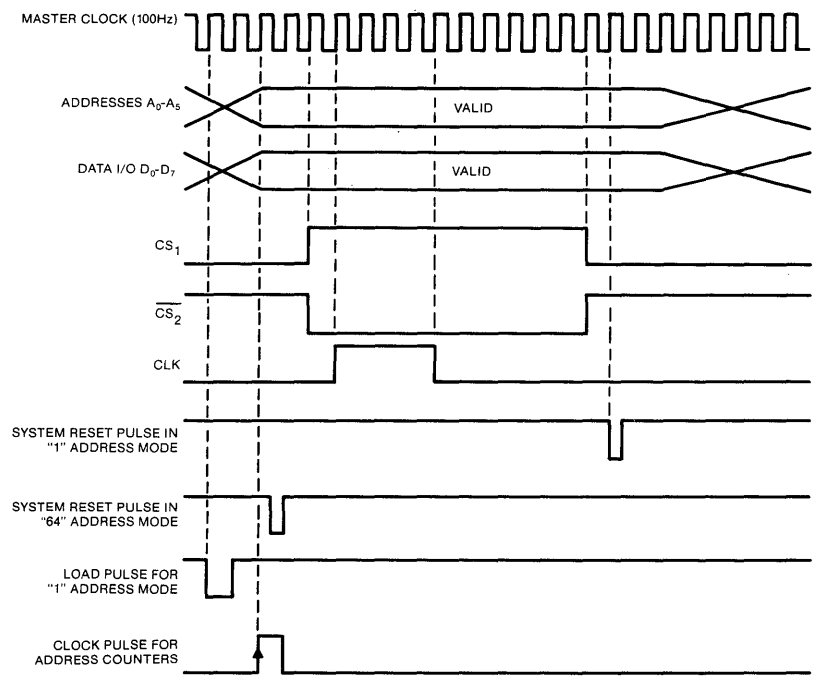 MASTER CLOCK (100Hz)
ADDRESSES A₀-A₅
VALID
DATA I/O D₀-D₇
VALID
CS₁
C̅S̅₂̅
CLK
SYSTEM RESET PULSE IN
"1" ADDRESS MODE
SYSTEM RESET PULSE IN
"64" ADDRESS MODE
LOAD PULSE FOR
"1" ADDRESS MODE
CLOCK PULSE FOR
ADDRESS COUNTERS